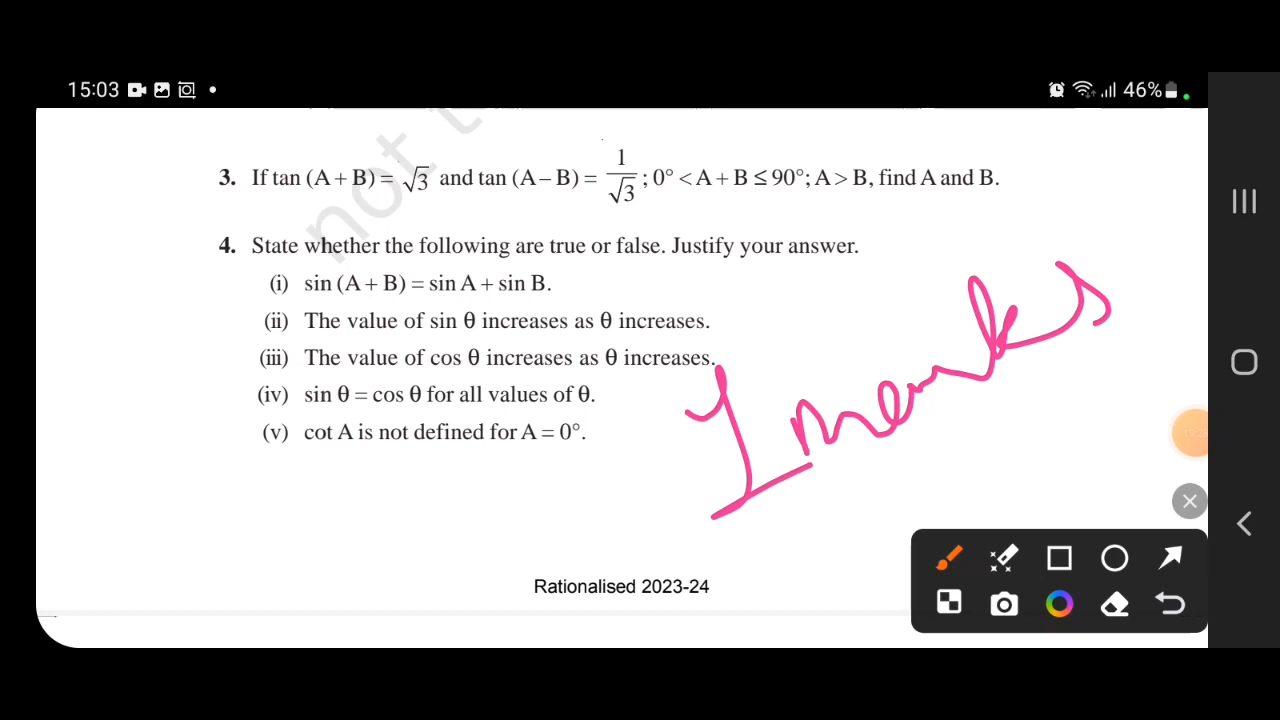 15:03 46%
not t
3. If tan (A + B) = √3 and tan (A – B) = 1/√3; 0° < A + B ≤ 90°; A > B, find A and B.
4. State whether the following are true or false. Justify your answer.
(i) sin (A + B) = sin A + sin B.
(ii) The value of sin θ increases as θ increases.
(iii) The value of cos θ increases as θ increases.
(iv) sin θ = cos θ for all values of θ.
(v) cot A is not defined for A = 0°.
1 marks
Rationalised 2023-24